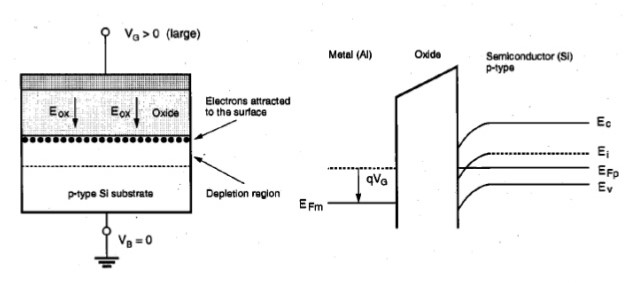 V_G > 0 (large)
E_OX E_OX Oxide
Electrons attracted
to the surface
p-type Si substrate
Depletion region
V_B = 0
Metal (Al)
Oxide
Semiconductor (Si)
p-type
E_c
E_i
E_Fp
E_v
qV_G
E_Fm